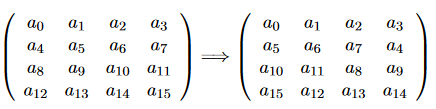 a₀ a₁ a₂ a₃ a₀ a₁ a₂ a₃
a₄ a₅ a₆ a₇ ⟹ a₅ a₆ a₇ a₄
a₈ a₉ a₁₀ a₁₁ a₁₀ a₁₁ a₈ a₉
a₁₂ a₁₃ a₁₄ a₁₅ a₁₅ a₁₂ a₁₃ a₁₄